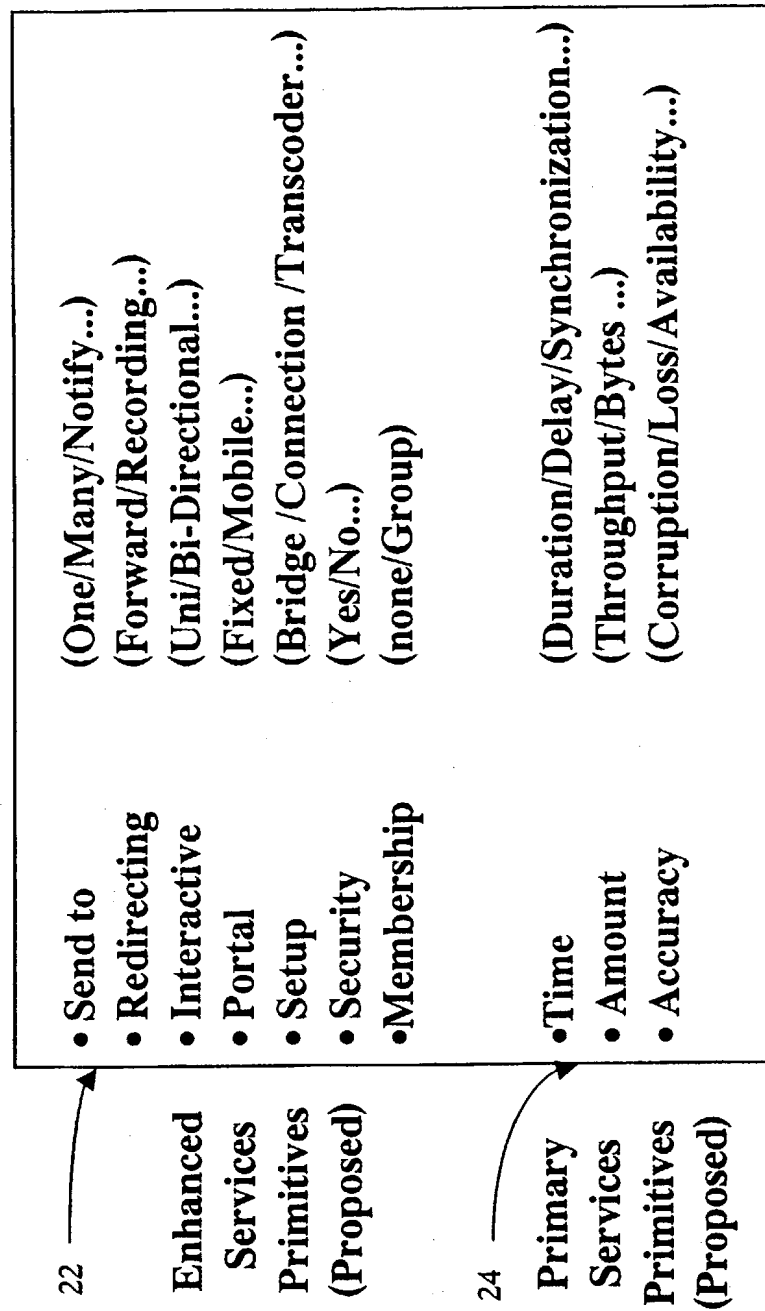 22
Enhanced
Services
Primitives
(Proposed)
• Send to (One/Many/Notify...)
• Redirecting (Forward/Recording...)
• Interactive (Uni/Bi-Directional...)
• Portal (Fixed/Mobile...)
• Setup (Bridge /Connection /Transcoder...)
• Security (Yes/No...)
•Membership (none/Group)
24
Primary
Services
Primitives
(Proposed)
•Time (Duration/Delay/Synchronization...)
• Amount (Throughput/Bytes ...)
• Accuracy (Corruption/Loss/Availability...)